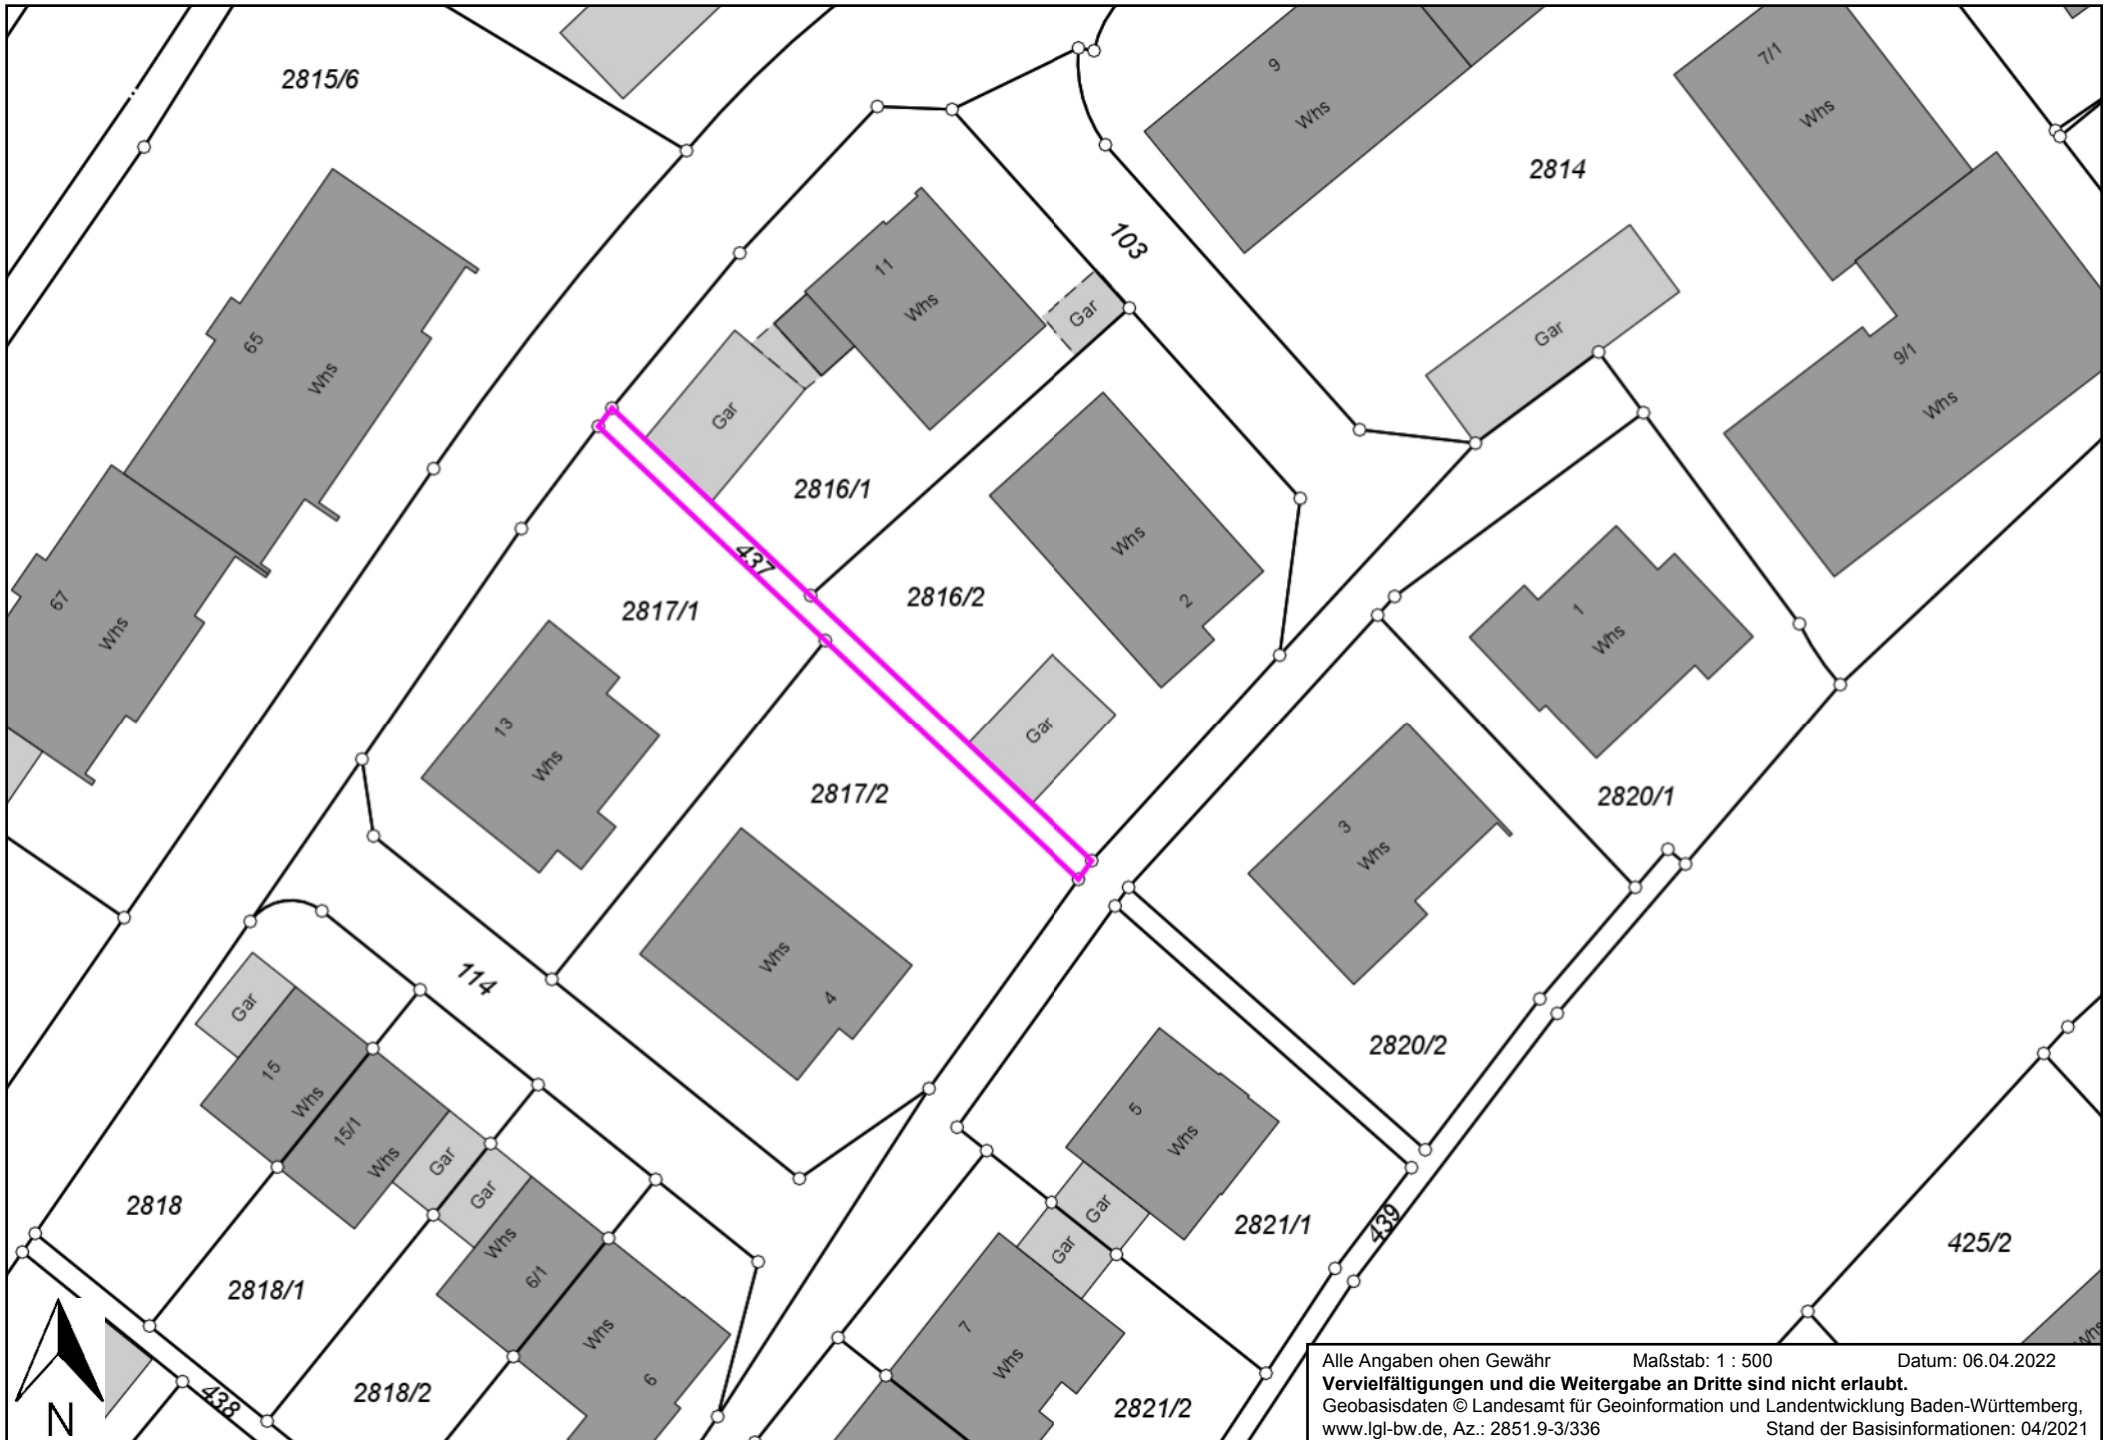 2815/6
9
Whs
7/1
Whs
2814
103
11
Whs
Gar
Gar
65
Whs
Gar
9/1
Whs
2816/1
437
Whs
2
2816/2
2817/1
67
Whs
1
Whs
13
Whs
Gar
2817/2
2820/1
3
Whs
Whs
4
114
Gar
2820/2
15
Whs
15/1
Whs
Gar
Gar
5
Whs
Gar
Gar
2818
2821/1
439
425/2
Whs
6/1
2818/1
Whs
6
7
Whs
Whs
2818/2
438
2821/2
N
Alle Angaben ohen Gewähr Maßstab: 1 : 500 Datum: 06.04.2022
Vervielfältigungen und die Weitergabe an Dritte sind nicht erlaubt.
Geobasisdaten © Landesamt für Geoinformation und Landentwicklung Baden-Württemberg,
www.lgl-bw.de, Az.: 2851.9-3/336 Stand der Basisinformationen: 04/2021